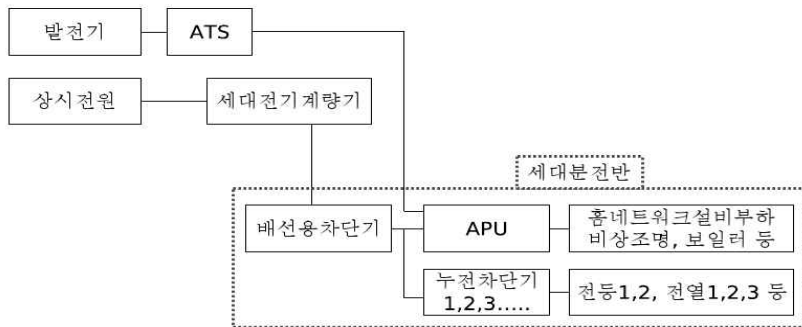 발전기
ATS
상시전원
세대전기계량기
세대분전반
배선용차단기
APU
홈네트워크설비부하
비상조명, 보일러 등
누전차단기
1,2,3.....
전등1,2, 전열1,2,3 등